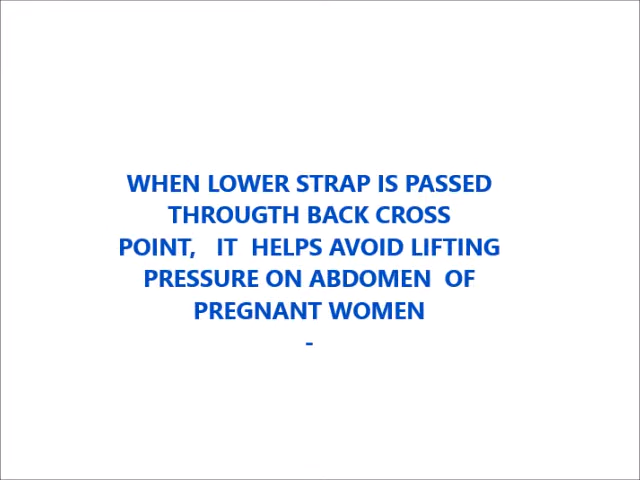 WHEN LOWER STRAP IS PASSED
THROUGTH BACK CROSS
POINT,   IT  HELPS AVOID LIFTING
PRESSURE ON ABDOMEN  OF
PREGNANT WOMEN
-